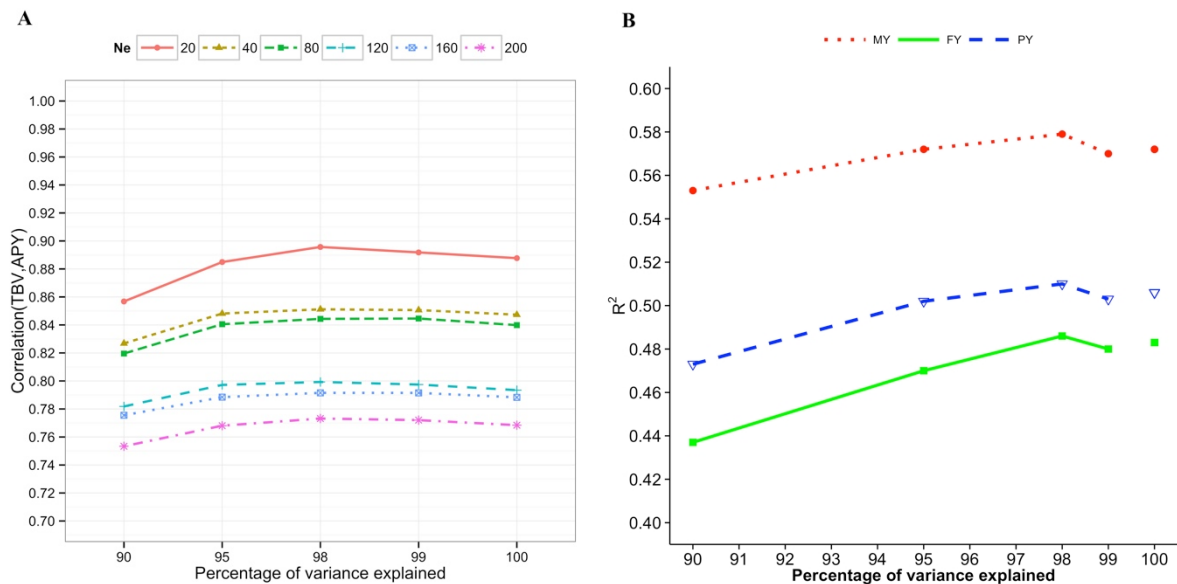 A
Ne 20 40 80 120 160 200
Correlation(TBV,APY)
1.00
0.98
0.96
0.94
0.92
0.90
0.88
0.86
0.84
0.82
0.80
0.78
0.76
0.74
0.72
0.70
90 95 98 99 100
Percentage of variance explained
B
MY FY PY
R²
0.60
0.58
0.56
0.54
0.52
0.50
0.48
0.46
0.44
0.42
0.40
90 91 92 93 94 95 96 97 98 99 100
Percentage of variance explained